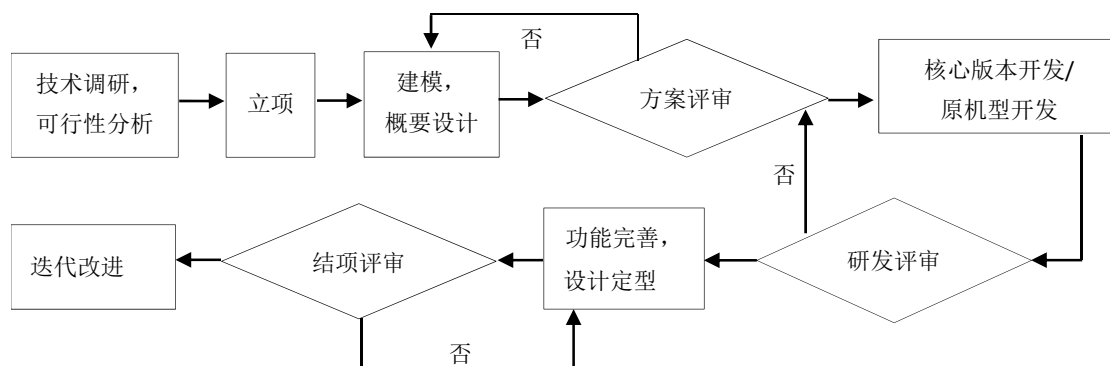 否
技术调研，
可行性分析
立项
建模，
概要设计
方案评审
核心版本开发/
原机型开发
否
迭代改进
结项评审
功能完善，
设计定型
研发评审
否